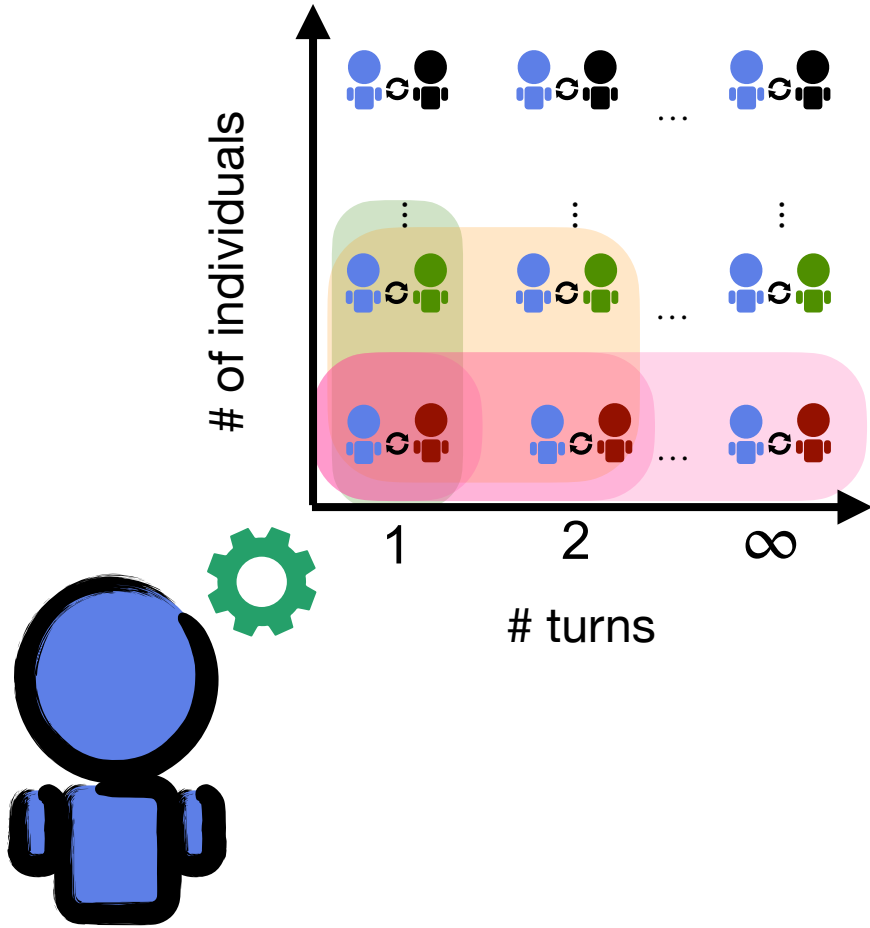 # of individuals
...
⋮ ⋮ ⋮
...
...
1 2 ∞
# turns